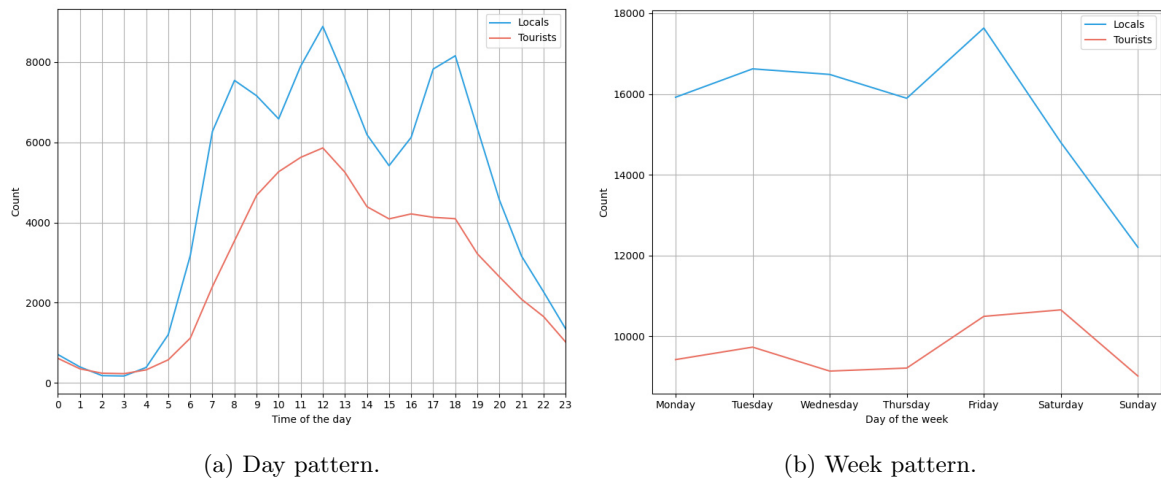 Locals
Tourists
Count
8000
6000
4000
2000
0
0 1 2 3 4 5 6 7 8 9 10 11 12 13 14 15 16 17 18 19 20 21 22 23
Time of the day
(a) Day pattern.
Locals
Tourists
Count
18000
16000
14000
12000
10000
Monday Tuesday Wednesday Thursday Friday Saturday Sunday
Day of the week
(b) Week pattern.